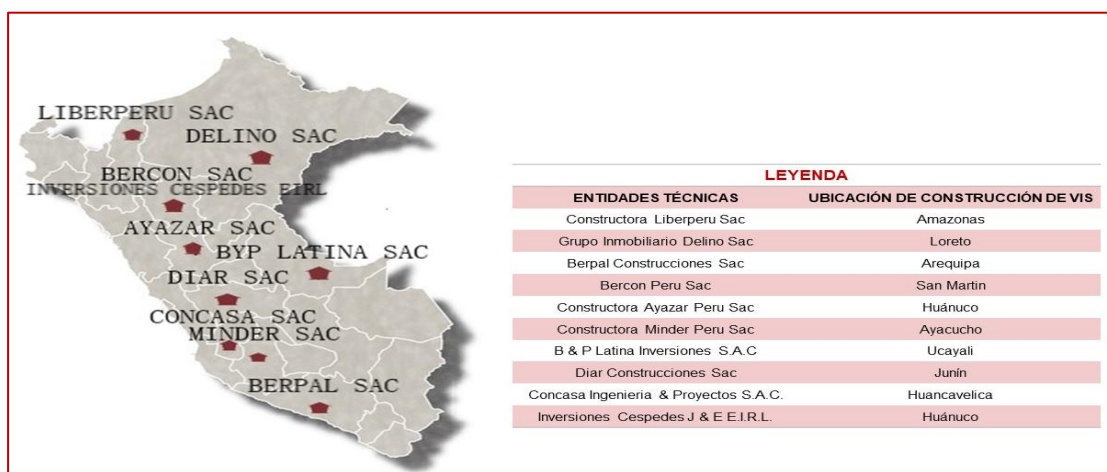 LIBERPERU SAC
DELINO SAC
BERCON SAC
INVERSIONES CESPEDES EIRL
AYAZAR SAC
BYP LATINA SAC
DIAR SAC
CONCASA SAC
MINDER SAC
BERPAL SAC
LEYENDA
ENTIDADES TÉCNICAS UBICACIÓN DE CONSTRUCCIÓN DE VIS
Constructora Liberperu Sac Amazonas
Grupo Inmobiliario Delino Sac Loreto
Berpal Construcciones Sac Arequipa
Bercon Peru Sac San Martin
Constructora Ayazar Peru Sac Huánuco
Constructora Minder Peru Sac Ayacucho
B & P Latina Inversiones S.A.C Ucayali
Diar Construcciones Sac Junín
Concasa Ingenieria & Proyectos S.A.C. Huancavelica
Inversiones Cespedes J & E E.I.R.L. Huánuco